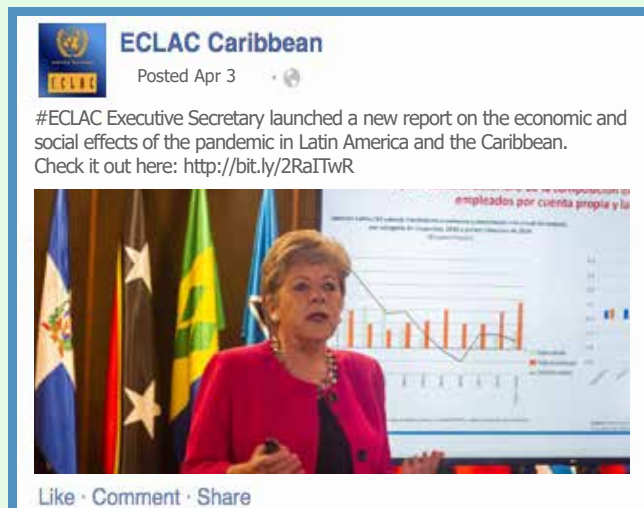 ECLAC
ECLAC Caribbean
Posted Apr 3 ·
#ECLAC Executive Secretary launched a new report on the economic and
social effects of the pandemic in Latin America and the Caribbean.
Check it out here: http://bit.ly/2RaITwR
empleados por cuenta propia y la
Like · Comment · Share